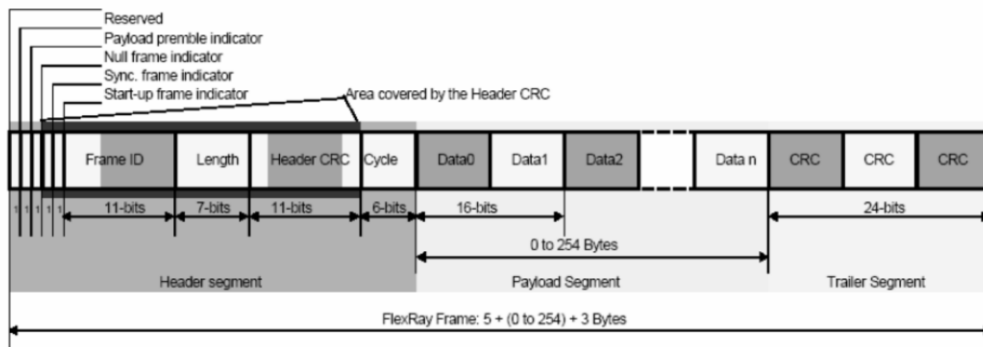 Reserved
Payload premble indicator
Null frame indicator
Sync. frame indicator
Start-up frame indicator
Area covered by the Header CRC
Frame ID Length Header CRC Cycle Data0 Data1 Data2 Data n CRC CRC CRC
1 1 1 1 1
11-bits 7-bits 11-bits 6-bits 16-bits 24-bits
0 to 254 Bytes
Header segment Payload Segment Trailer Segment
FlexRay Frame: 5 + (0 to 254) + 3 Bytes